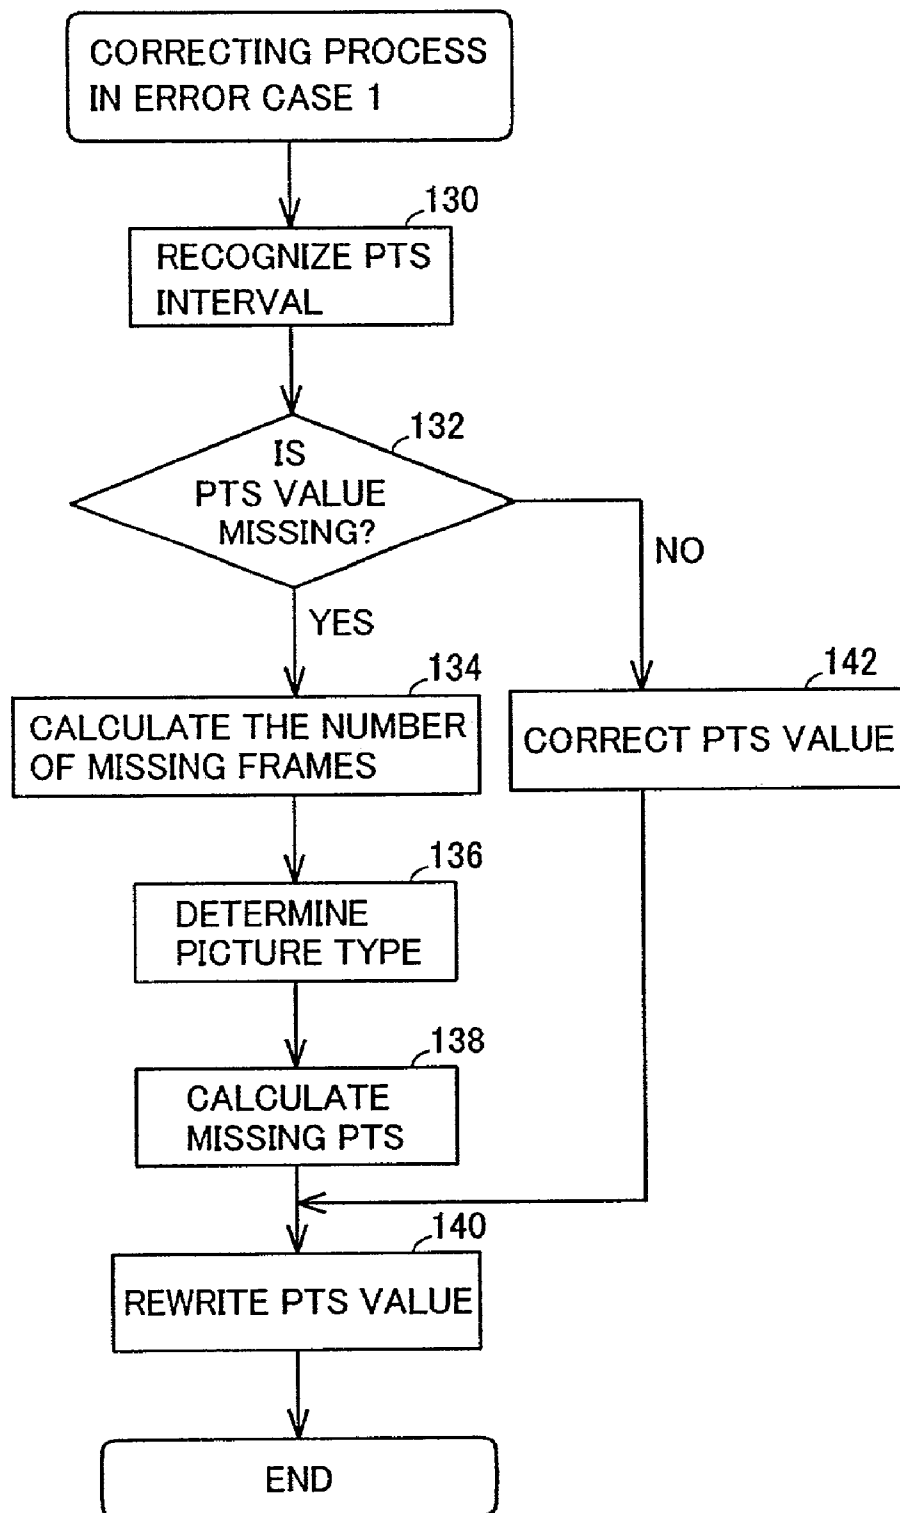 CORRECTING PROCESS
IN ERROR CASE 1
130
RECOGNIZE PTS
INTERVAL
132
IS
PTS VALUE
MISSING?
NO
YES
134
CALCULATE THE NUMBER
OF MISSING FRAMES
142
CORRECT PTS VALUE
136
DETERMINE
PICTURE TYPE
138
CALCULATE
MISSING PTS
140
REWRITE PTS VALUE
END